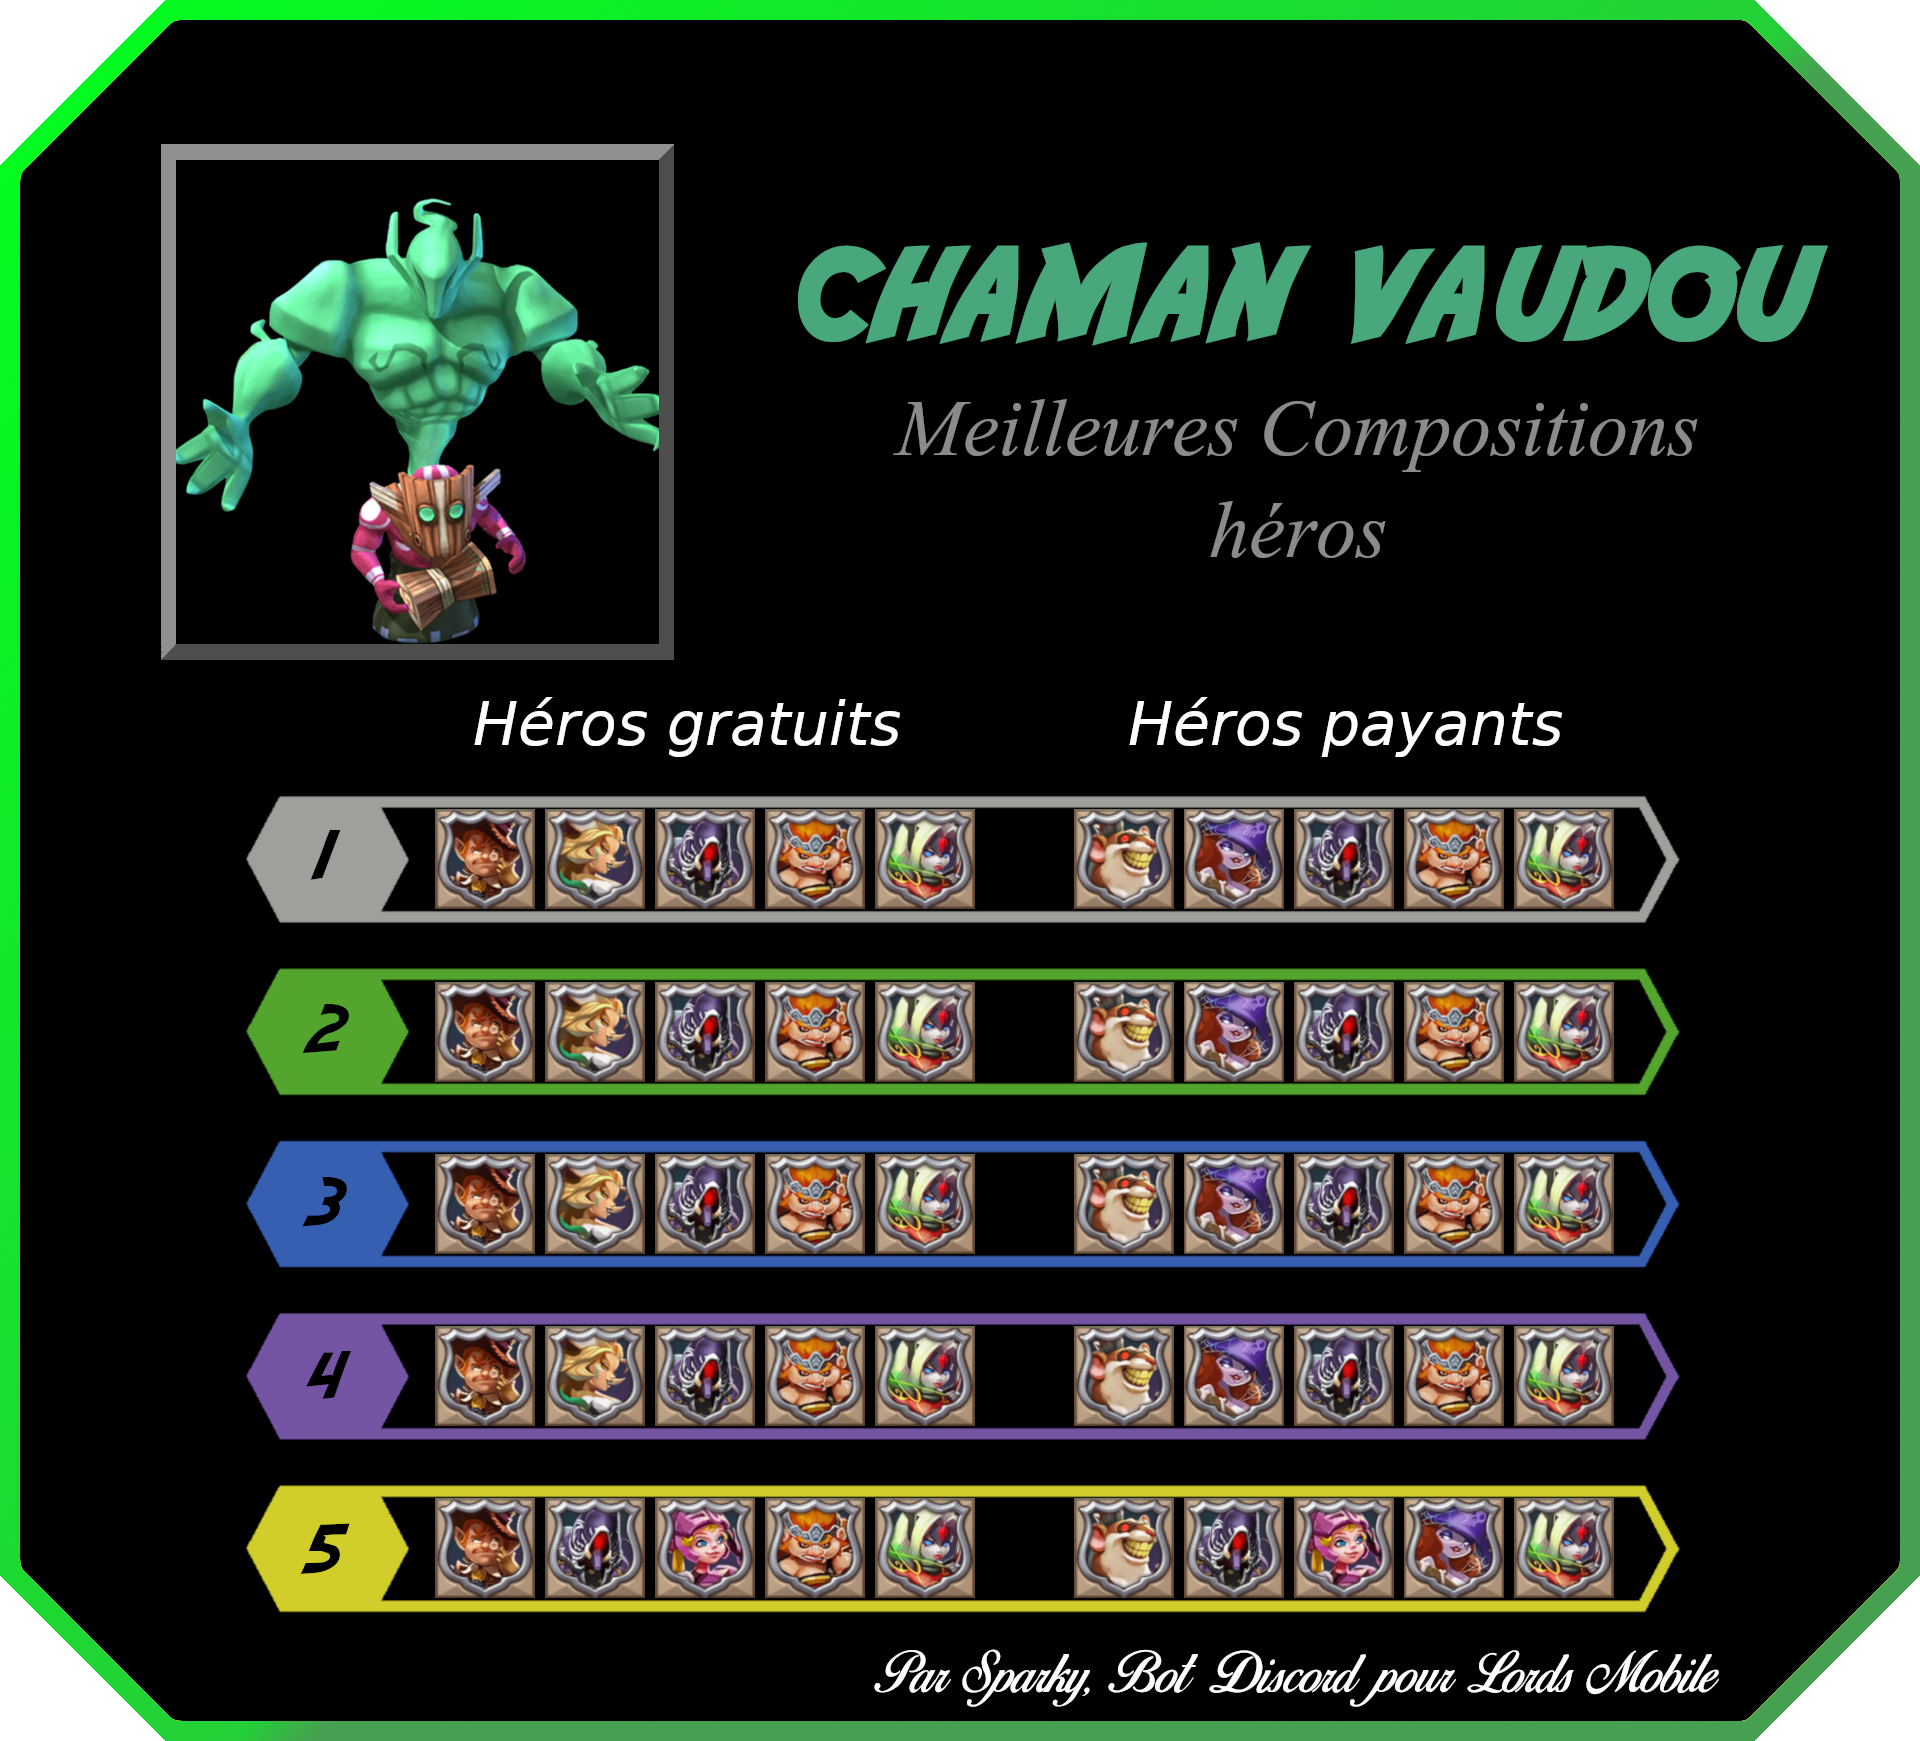 CHAMAN VAUDOU
Meilleures Compositions
héros
Héros gratuits Héros payants
1
2
3
4
5
Par Sparky, Bot Discord pour Lords Mobile